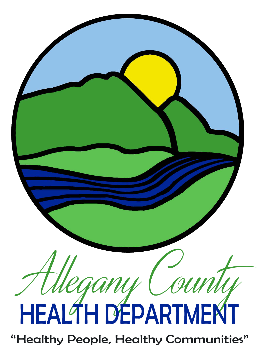 Allegany County
HEALTH DEPARTMENT
“Healthy People, Healthy Communities”